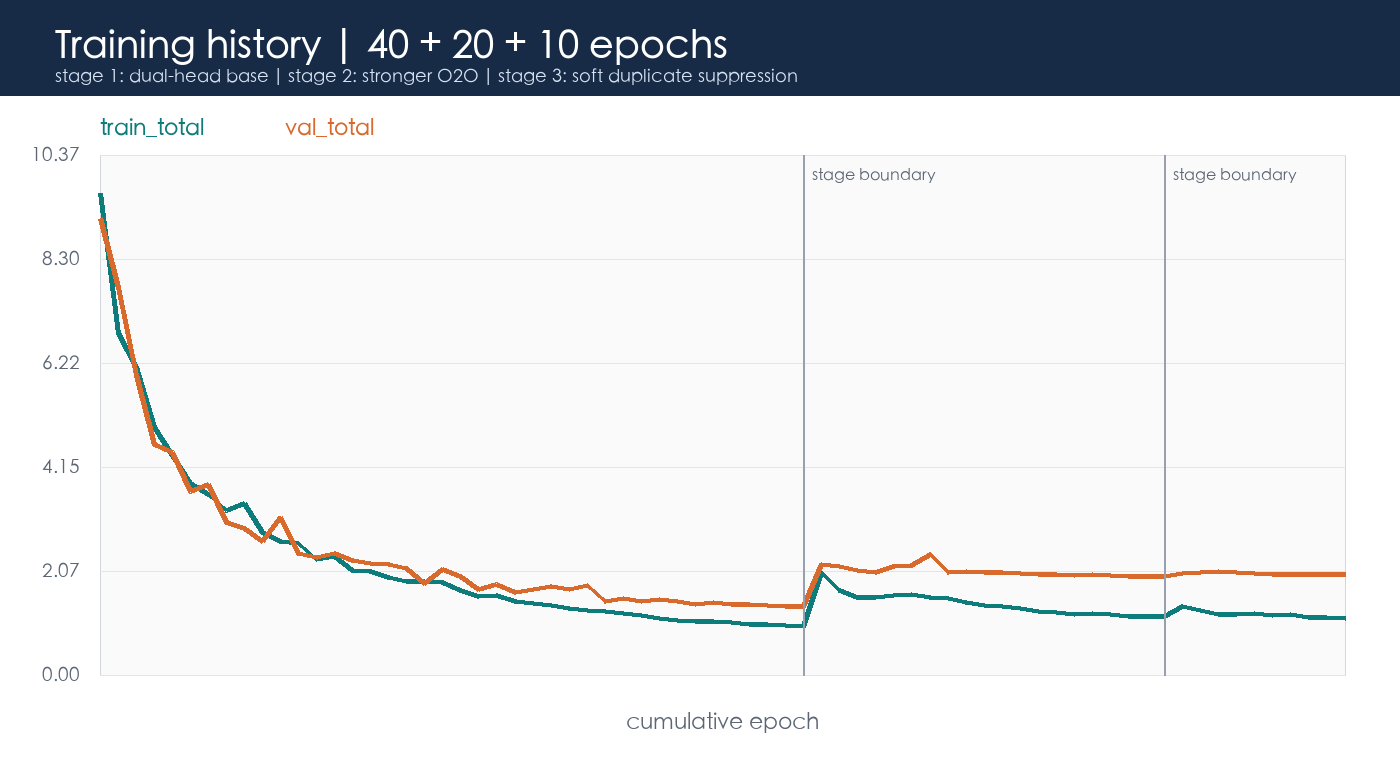 Training history | 40 + 20 + 10 epochs
stage 1: dual-head base | stage 2: stronger O2O | stage 3: soft duplicate suppression
train_total val_total
10.37
stage boundary stage boundary
8.30
6.22
4.15
2.07
0.00
cumulative epoch